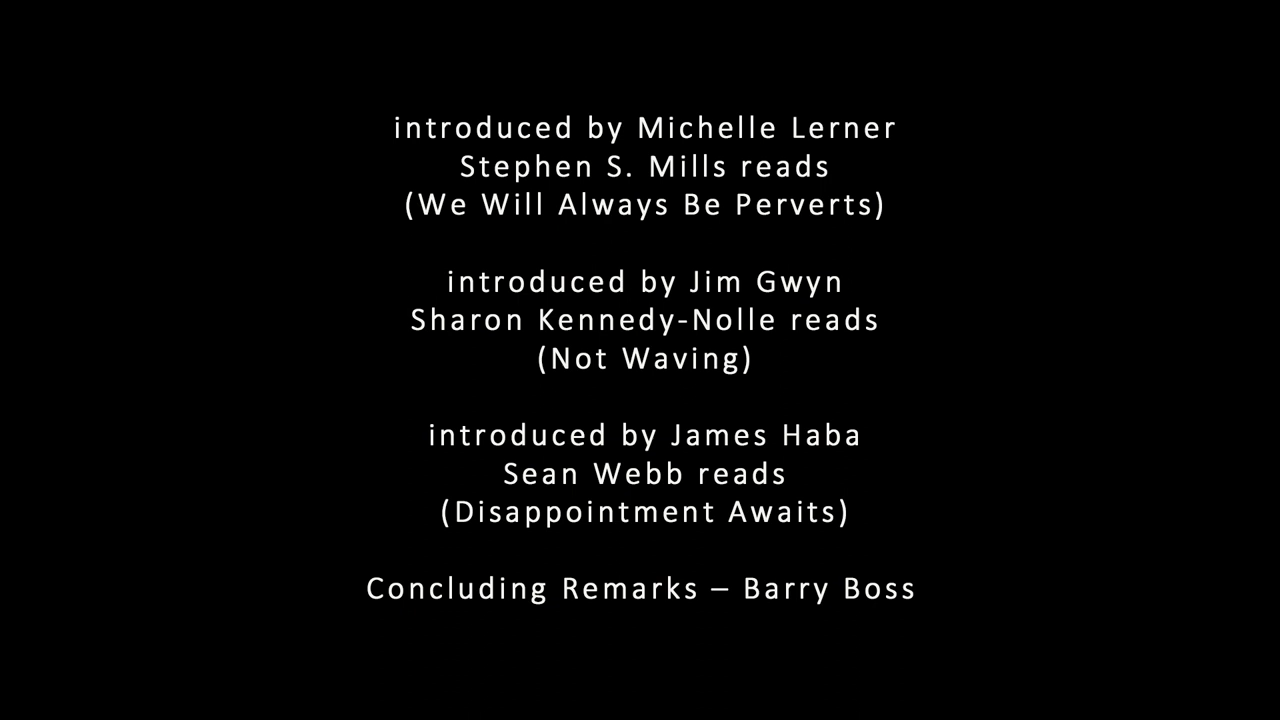 introduced by Michelle Lerner
Stephen S. Mills reads
(We Will Always Be Perverts)
introduced by Jim Gwyn
Sharon Kennedy-Nolle reads
(Not Waving)
introduced by James Haba
Sean Webb reads
(Disappointment Awaits)
Concluding Remarks – Barry Boss